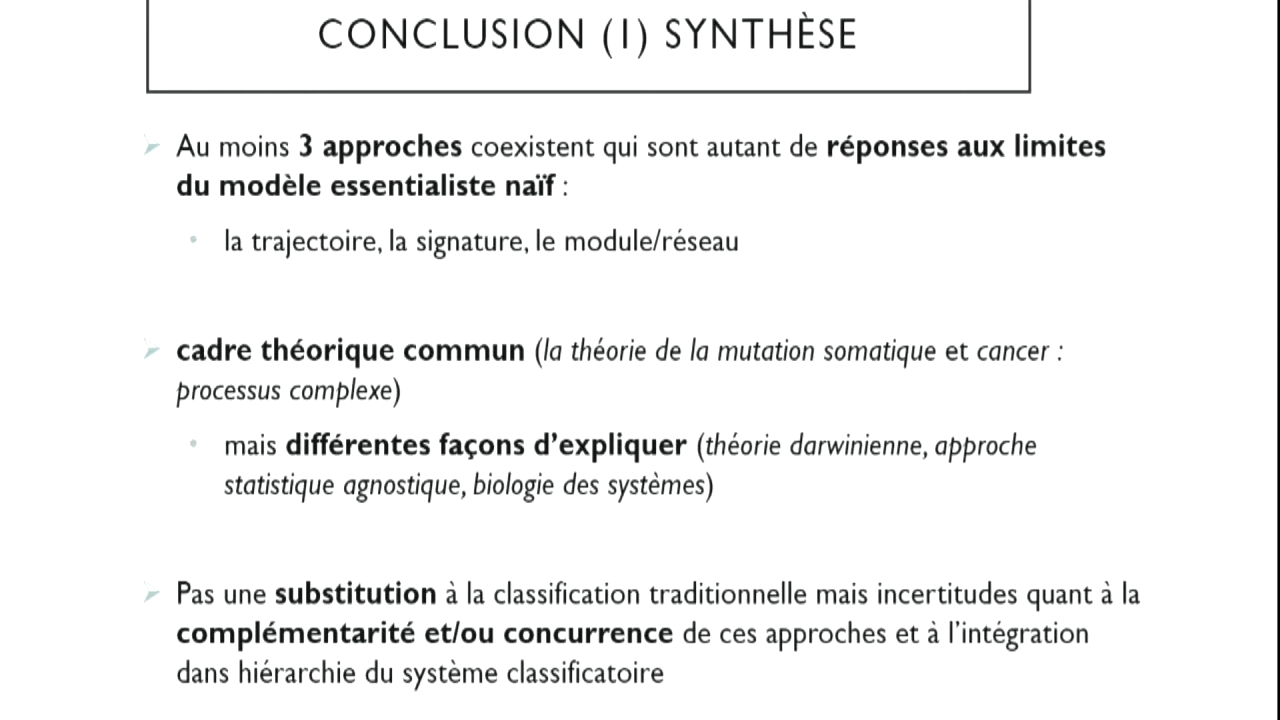 CONCLUSION (I) SYNTHÈSE
Au moins 3 approches coexistent qui sont autant de réponses aux limites
du modèle essentialiste naïf :
la trajectoire, la signature, le module/réseau
cadre théorique commun (la théorie de la mutation somatique et cancer :
processus complexe)
mais différentes façons d'expliquer (théorie darwinienne, approche
statistique agnostique, biologie des systèmes)
Pas une substitution à la classification traditionnelle mais incertitudes quant à la
complémentarité et/ou concurrence de ces approches et à l'intégration
dans hiérarchie du système classificatoire